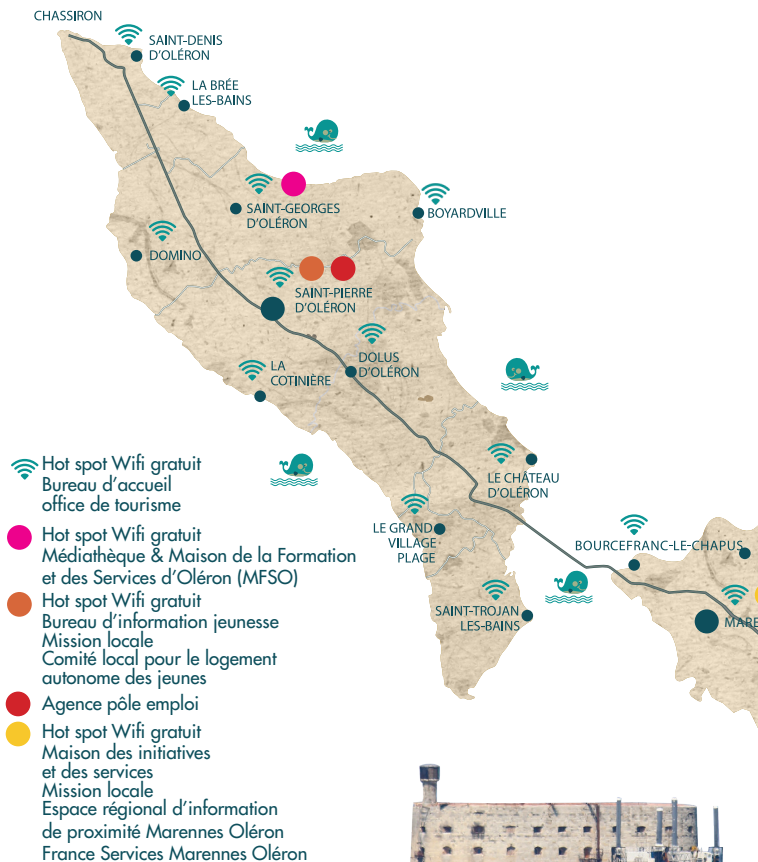 CHASSIRON
SAINT-DENIS
D'OLÉRON
LA BRÉE
LES-BAINS
SAINT-GEORGES
D'OLÉRON
BOYARDVILLE
DOMINO
SAINT-PIERRE
D'OLÉRON
DOLUS
D'OLÉRON
LA
COTINIÈRE
LE CHÂTEAU
D'OLÉRON
LE GRAND
VILLAGE
PLAGE
BOURCEFRANC-LE-CHAPUS
SAINT-TROJAN
LES-BAINS
MARE
Hot spot Wifi gratuit
Bureau d'accueil
office de tourisme
Hot spot Wifi gratuit
Médiathèque & Maison de la Formation
et des Services d'Oléron (MFSO)
Hot spot Wifi gratuit
Bureau d'information jeunesse
Mission locale
Comité local pour le logement
autonome des jeunes
Agence pôle emploi
Hot spot Wifi gratuit
Maison des initiatives
et des services
Mission locale
Espace régional d'information
de proximité Marennes Oléron
France Services Marennes Oléron